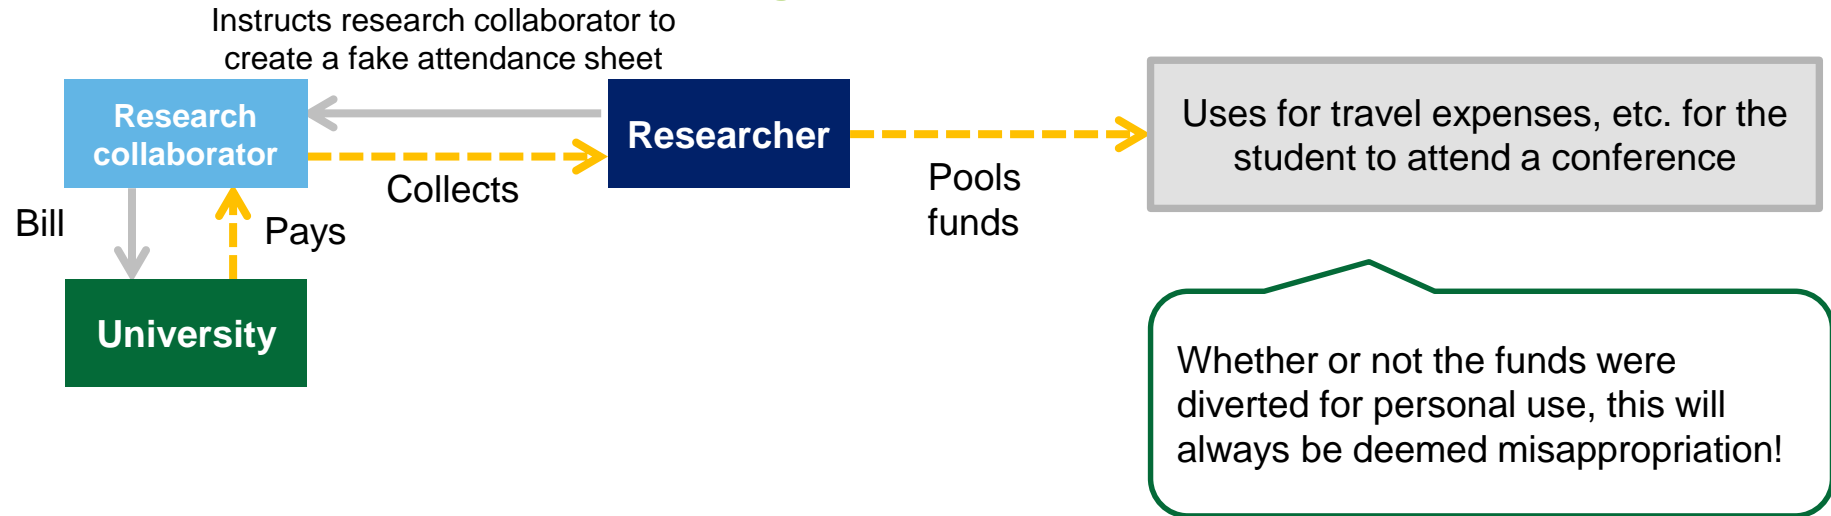 Instructs research collaborator to
create a fake attendance sheet
Research
collaborator
Researcher
Collects
Bill
Pays
University
Pools
funds
Uses for travel expenses, etc. for the
student to attend a conference
Whether or not the funds were
diverted for personal use, this will
always be deemed misappropriation!